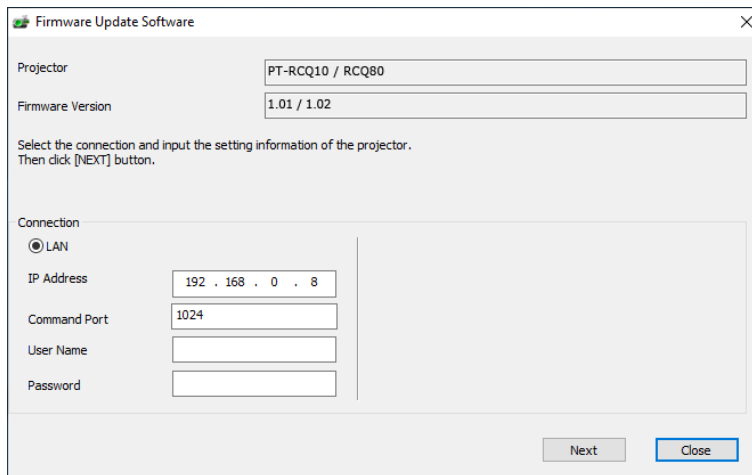 Firmware Update Software
Projector PT-RCQ10 / RCQ80
Firmware Version 1.01 / 1.02
Select the connection and input the setting information of the projector.
Then click [NEXT] button.
Connection
LAN
IP Address 192 . 168 . 0 . 8
Command Port 1024
User Name
Password
Next Close